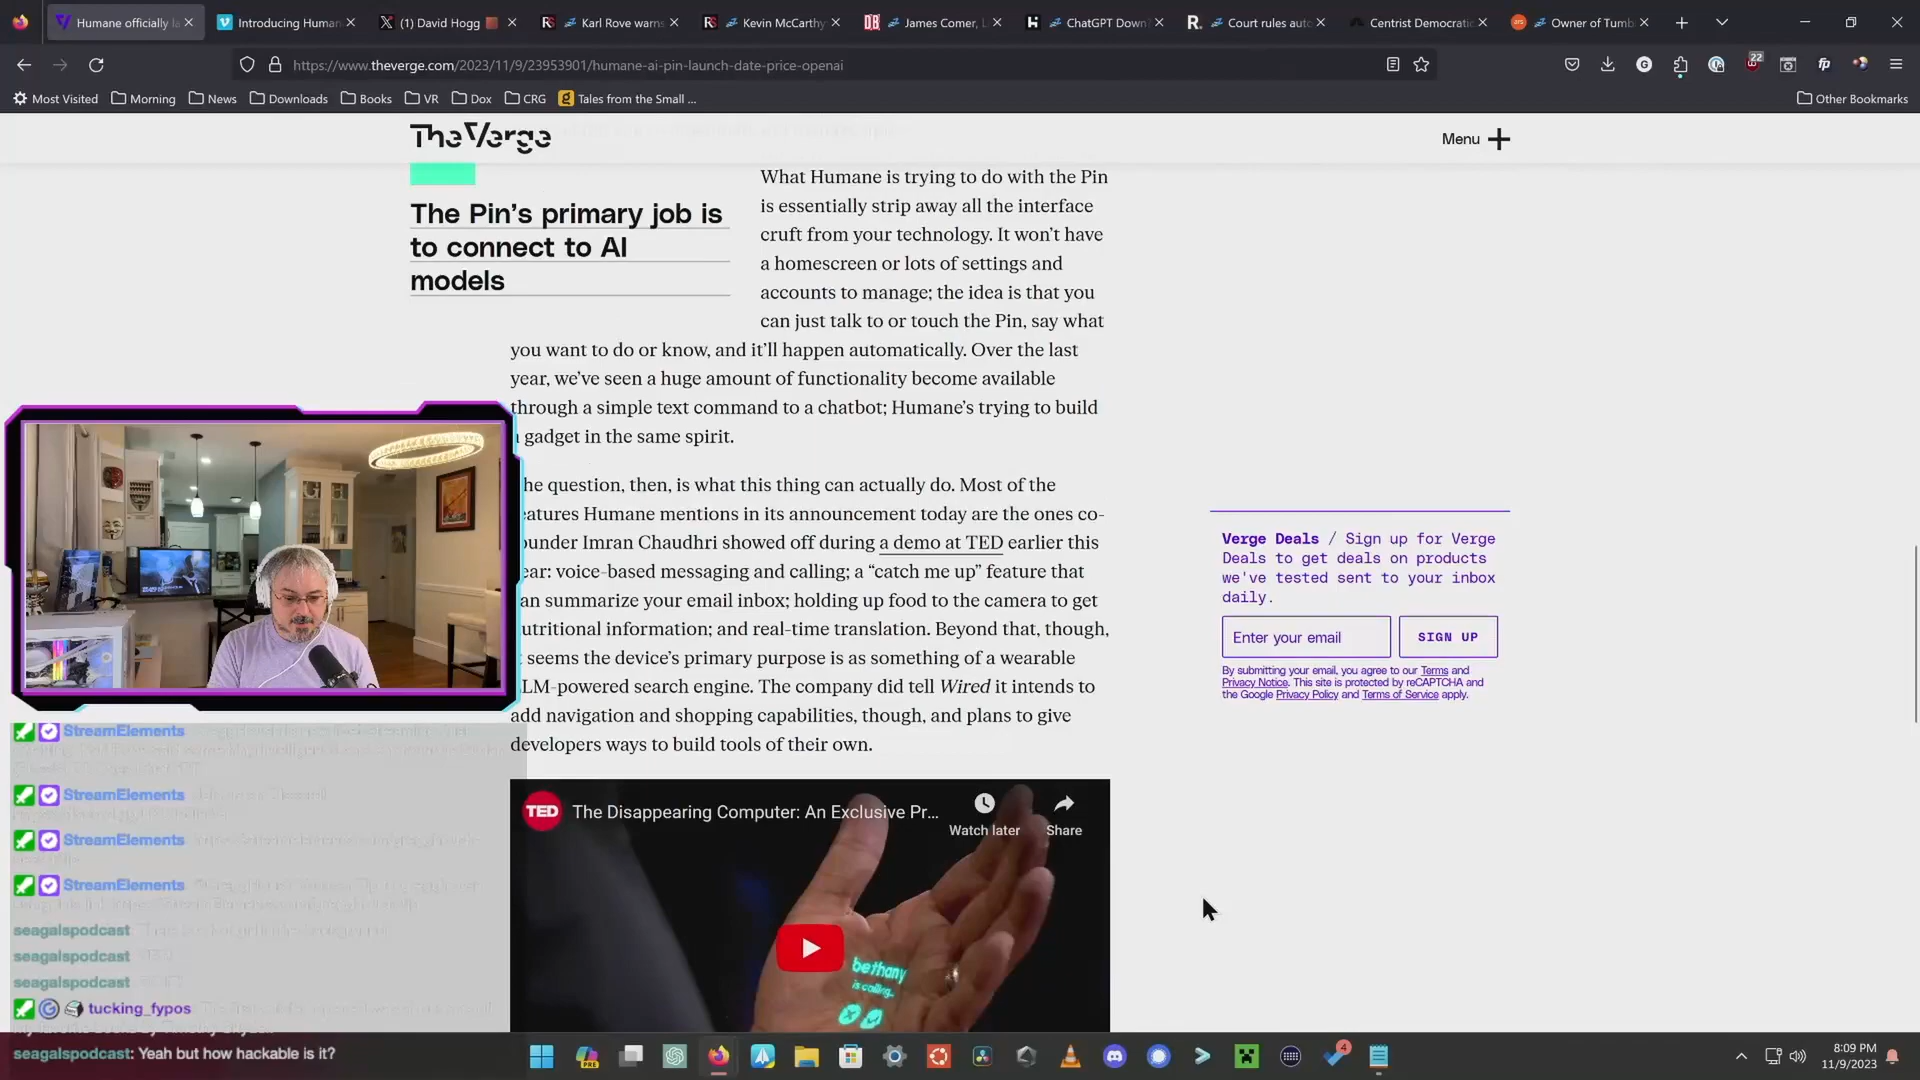 Humane officially la
Introducing Human
(1) David Hogg
Karl Rove warns
Kevin McCarthy
James Comer, L
ChatGPT Down?
Court rules auto
Centrist Democrati
Owner of Tumb
https://www.theverge.com/2023/11/9/23953901/humane-ai-pin-launch-date-price-openai
22
Most Visited
Morning
News
Downloads
Books
VR
Dox
CRG
Tales from the Small ...
Other Bookmarks
The Verge
Menu
The Pin's primary job is
to connect to AI
models
What Humane is trying to do with the Pin
is essentially strip away all the interface
cruft from your technology. It won't have
a homescreen or lots of settings and
accounts to manage; the idea is that you
can just talk to or touch the Pin, say what
you want to do or know, and it'll happen automatically. Over the last
year, we've seen a huge amount of functionality become available
through a simple text command to a chatbot; Humane's trying to build
gadget in the same spirit.
he question, then, is what this thing can actually do. Most of the
eatures Humane mentions in its announcement today are the ones co-
ounder Imran Chaudhri showed off during a demo at TED earlier this
ear: voice-based messaging and calling; a “catch me up” feature that
an summarize your email inbox; holding up food to the camera to get
utritional information; and real-time translation. Beyond that, though,
seems the device's primary purpose is as something of a wearable
LM-powered search engine. The company did tell Wired it intends to
add navigation and shopping capabilities, though, and plans to give
developers ways to build tools of their own.
Verge Deals / Sign up for Verge
Deals to get deals on products
we've tested sent to your inbox
daily.
Enter your email
SIGN UP
By submitting your email, you agree to our Terms and
Privacy Notice. This site is protected by reCAPTCHA and
the Google Privacy Policy and Terms of Service apply.
TED
The Disappearing Computer: An Exclusive Pr...
Watch later
Share
bethany
is calling...
StreamElements
StreamElements
StreamElements
StreamElements
seagalspodcast
seagalspodcast
seagalspodcast
tucking_fypos
seagalspodcast: Yeah but how hackable is it?
PRE
4
8:09 PM
11/9/2023